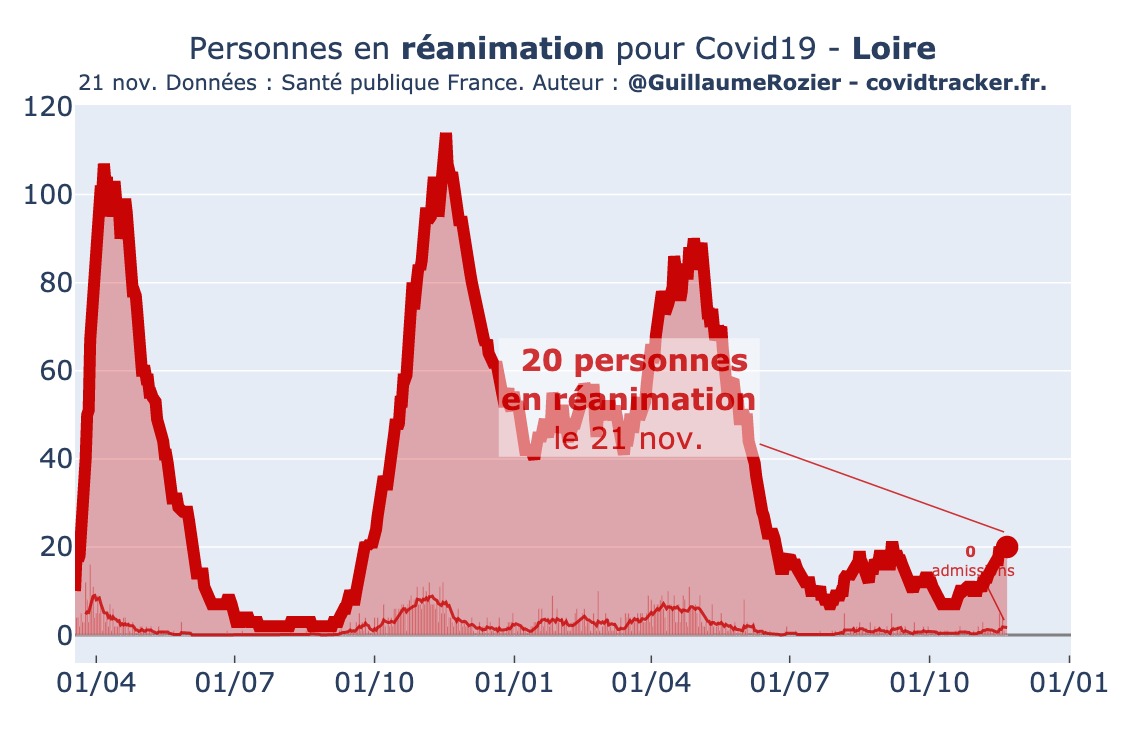 Personnes en réanimation pour Covid19 - Loire
21 nov. Données : Santé publique France. Auteur : @GuillaumeRozier - covidtracker.fr.
120
100
80
60
40
20
0
20 personnes
en réanimation
le 21 nov.
0
admissions
01/04
01/07
01/10
01/01
01/04
01/07
01/10
01/01